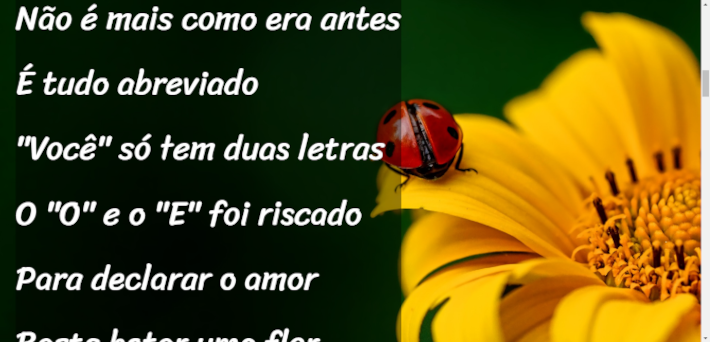 Não é mais como era antes
É tudo abreviado
"Você" só tem duas letras
O "O" e o "E" foi riscado
Para declarar o amor